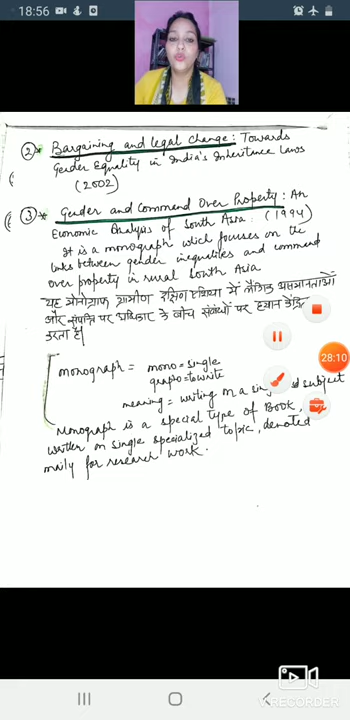 18:56
② * Bargaining and legal Change: Towards
Gender Equality in India's Inheritance Laws
(2002)
③ * Gender and Command Over Property: An
Economic Analysis of South Asia. (1994)
It is a monograph which focuses on the
links between gender inequalities and command
over property in rural South Asia
यह मोनोग्राफ ग्रामीण दक्षिण एशिया में लैंगिक असमानताओं
और संपत्ति पर अधिकार के बीच संबंधों पर ध्यान केंद्रित
करता है।
monograph = mono = single
grapho = to write
meaning = writing on a sing subject
Monograph is a special type of Book,
written on single specialized topic, denoted
maily for research work.
28:10
V RECORDER